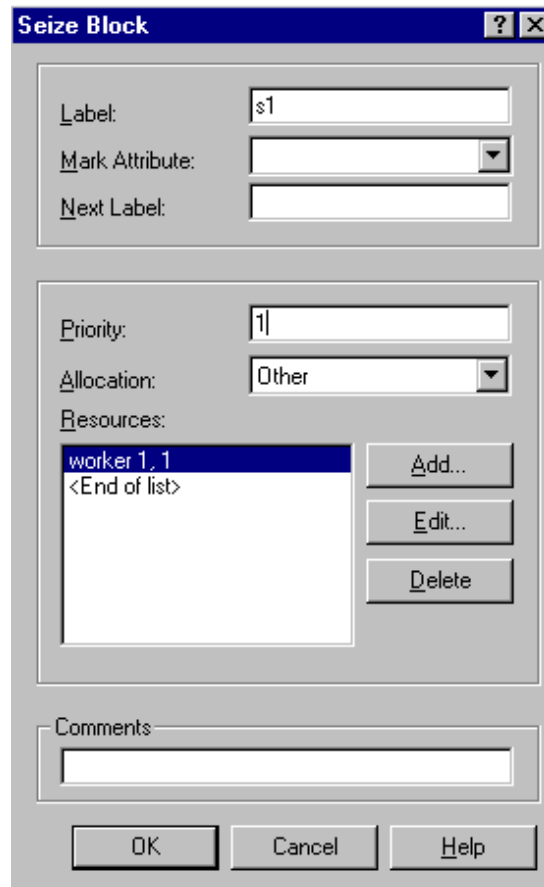 Seize Block
Label: s1
Mark Attribute:
Next Label:
Priority: 1
Allocation: Other
Resources:
worker 1, 1
<End of list>
Add...
Edit...
Delete
Comments
OK Cancel Help